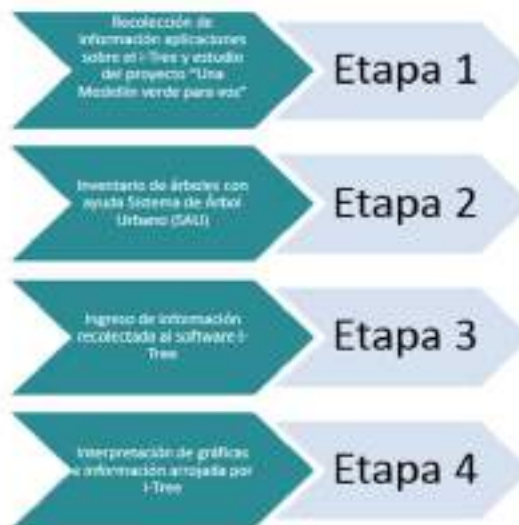 Recolección de
información aplicaciones
sobre el I-Tree y estudio
del proyecto "Una
Medellín verde para vos"
Etapa 1
Inventario de árboles con
ayuda Sistema de Árbol
Urbano (SAU)
Etapa 2
Ingreso de información
recolectada al software I-
Tree
Etapa 3
Interpretación de gráficas
e información arrojada por
I-Tree
Etapa 4